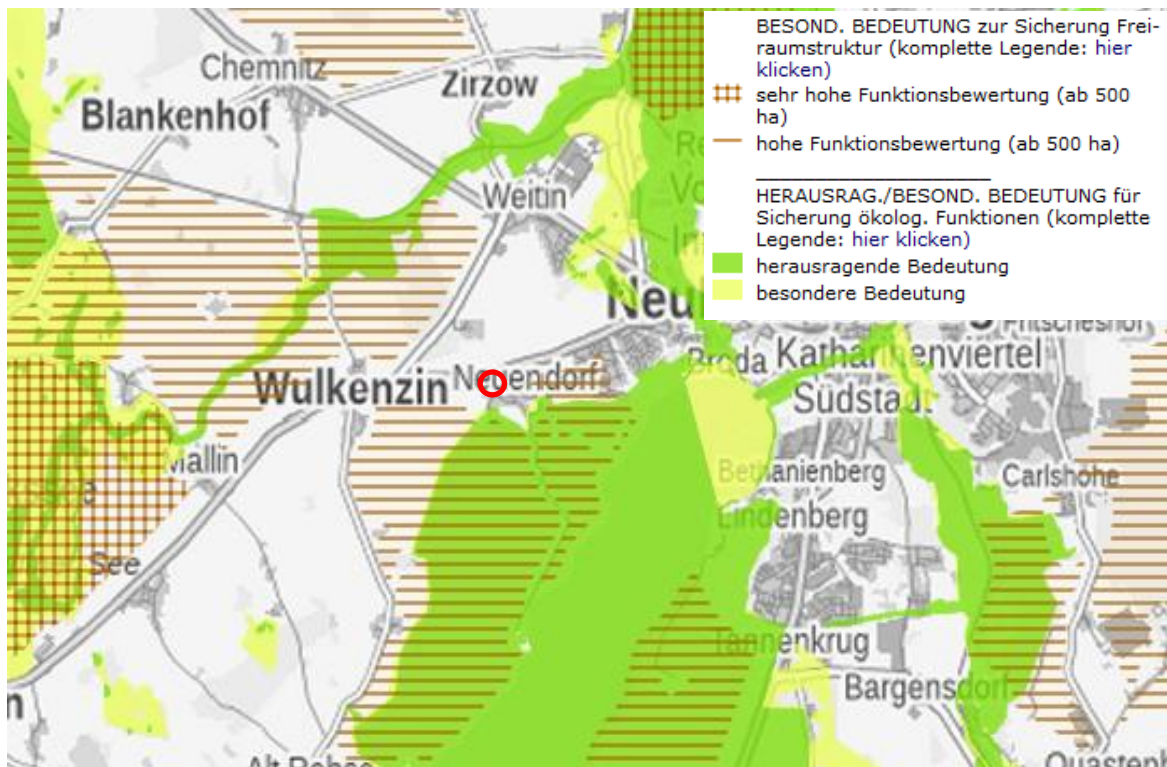 BESOND. BEDEUTUNG zur Sicherung Frei-
raumstruktur (komplette Legende: hier
klicken)
sehr hohe Funktionsbewertung (ab 500
ha)
hohe Funktionsbewertung (ab 500 ha)
HERAUSRAG./BESOND. BEDEUTUNG für
Sicherung ökolog. Funktionen (komplette
Legende: hier klicken)
herausragende Bedeutung
besondere Bedeutung
Chemnitz
Zirzow
Blankenhof
Weitin
Neu
Fritscheshof
Broda
Katharinenviertel
Neuendorf
Wulkenzin
Südstadt
Mallin
Bethanienberg
Carlshöhe
Lindenberg
See
Tannenkrug
Bargensdorf